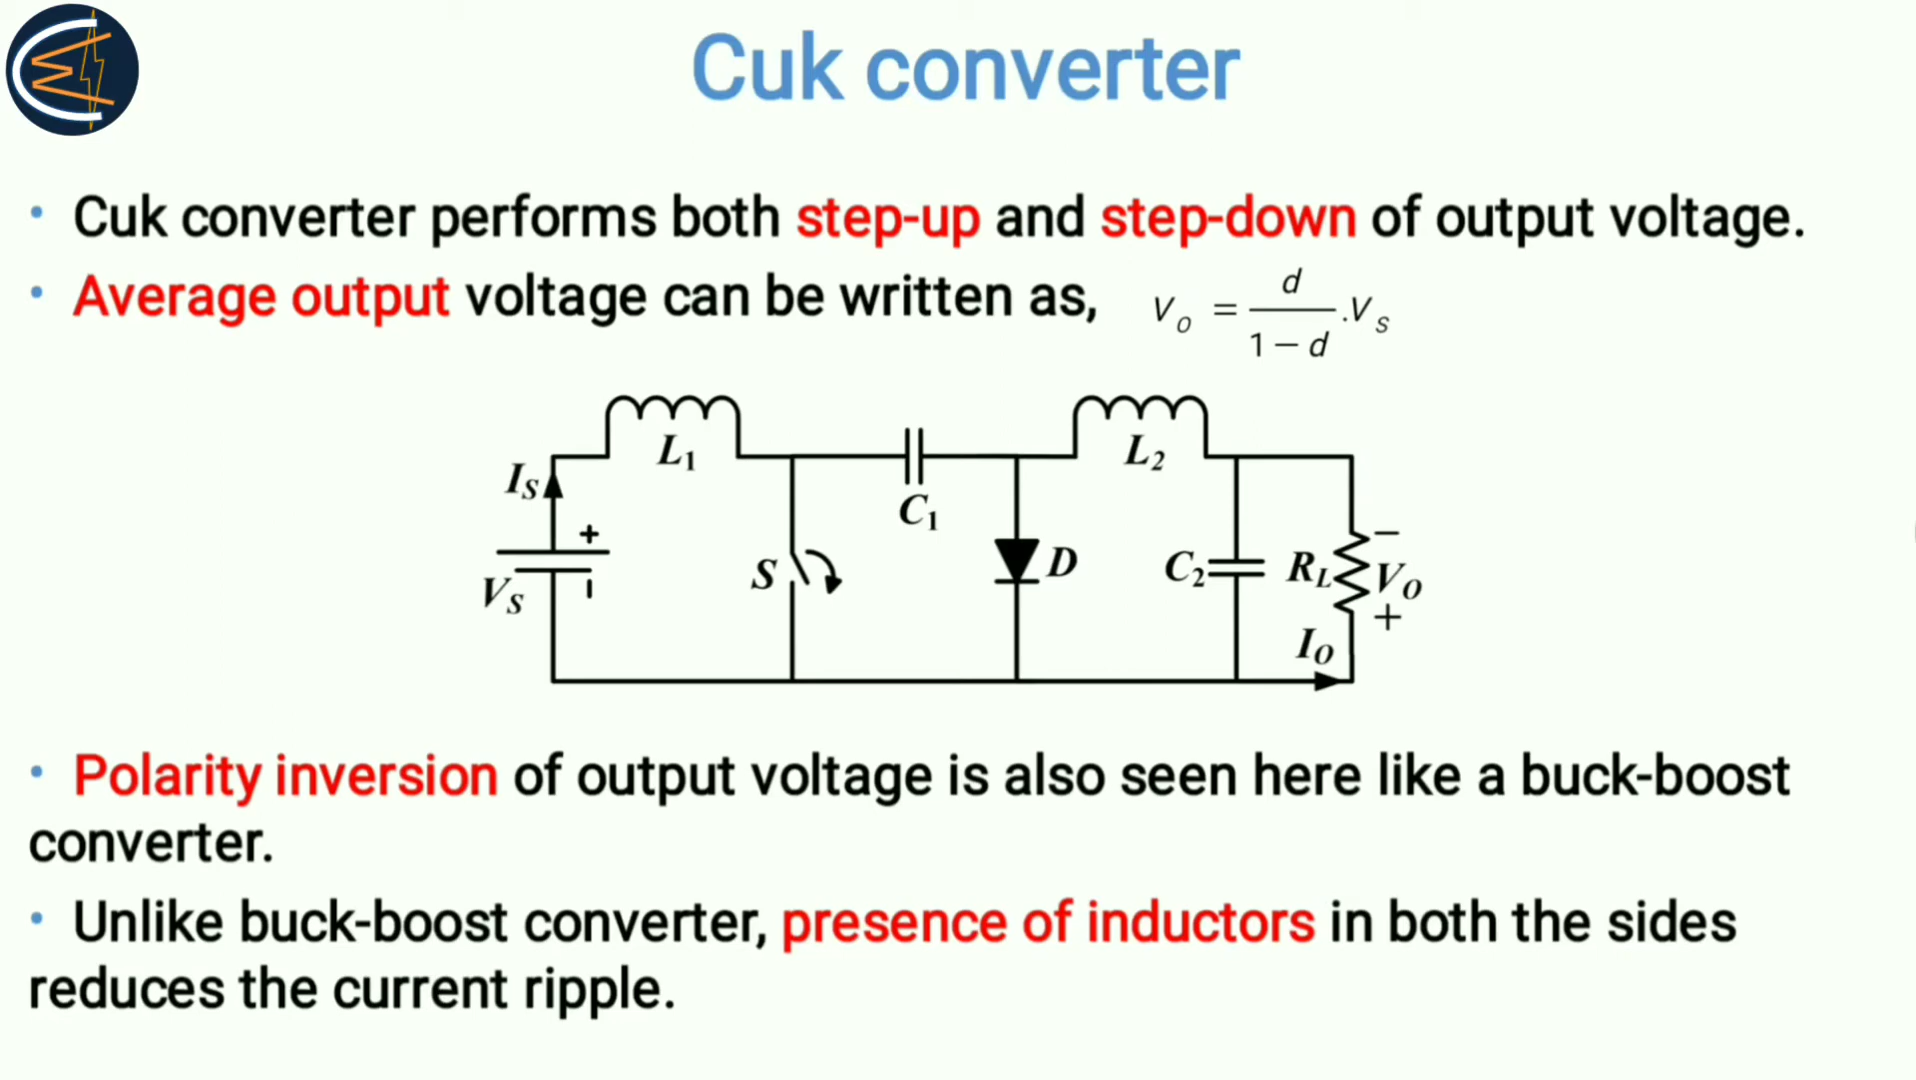 Cuk converter
• Cuk converter performs both step-up and step-down of output voltage.
• Average output voltage can be written as, V_o = d / (1 − d) .V_s
L₁
L₂
I_S
C₁
+
S
D
C₂
R_L
−
V_O
+
V_S
I_O
• Polarity inversion of output voltage is also seen here like a buck-boost
converter.
• Unlike buck-boost converter, presence of inductors in both the sides
reduces the current ripple.